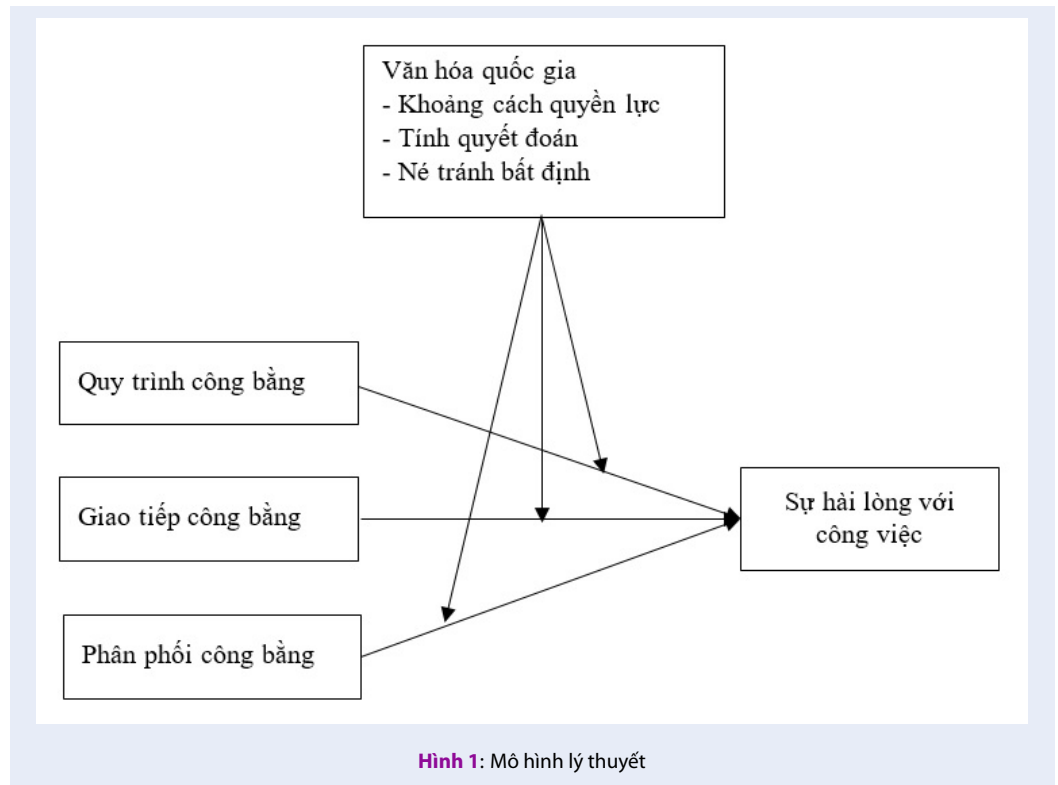 Văn hóa quốc gia
- Khoảng cách quyền lực
- Tính quyết đoán
- Né tránh bất định
Quy trình công bằng
Giao tiếp công bằng
Phân phối công bằng
Sự hài lòng với
công việc
Hình 1: Mô hình lý thuyết